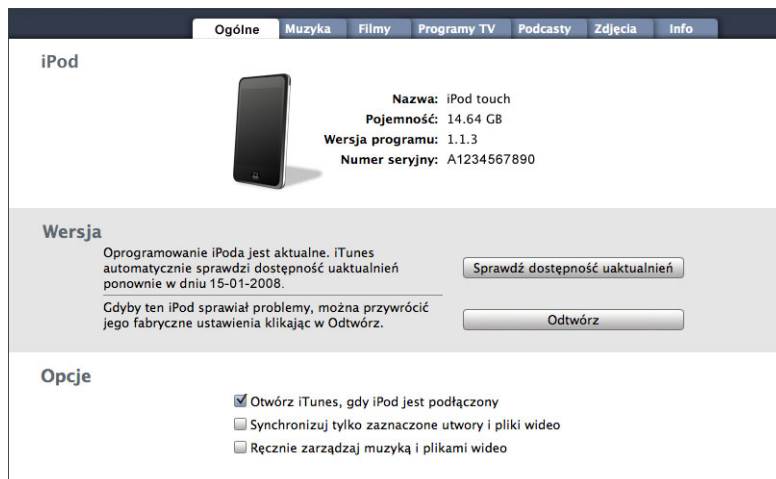 Ogólne Muzyka Filmy Programy TV Podcasty Zdjęcia Info
iPod
Nazwa: iPod touch
Pojemność: 14.64 GB
Wersja programu: 1.1.3
Numer seryjny: A1234567890
Wersja
Oprogramowanie iPoda jest aktualne. iTunes
automatycznie sprawdzi dostępność uaktualnień
ponownie w dniu 15-01-2008.
Sprawdź dostępność uaktualnień
Gdyby ten iPod sprawiał problemy, można przywrócić
jego fabryczne ustawienia klikając w Odtwórz.
Odtwórz
Opcje
Otwórz iTunes, gdy iPod jest podłączony
Synchronizuj tylko zaznaczone utwory i pliki wideo
Ręcznie zarządzaj muzyką i plikami wideo